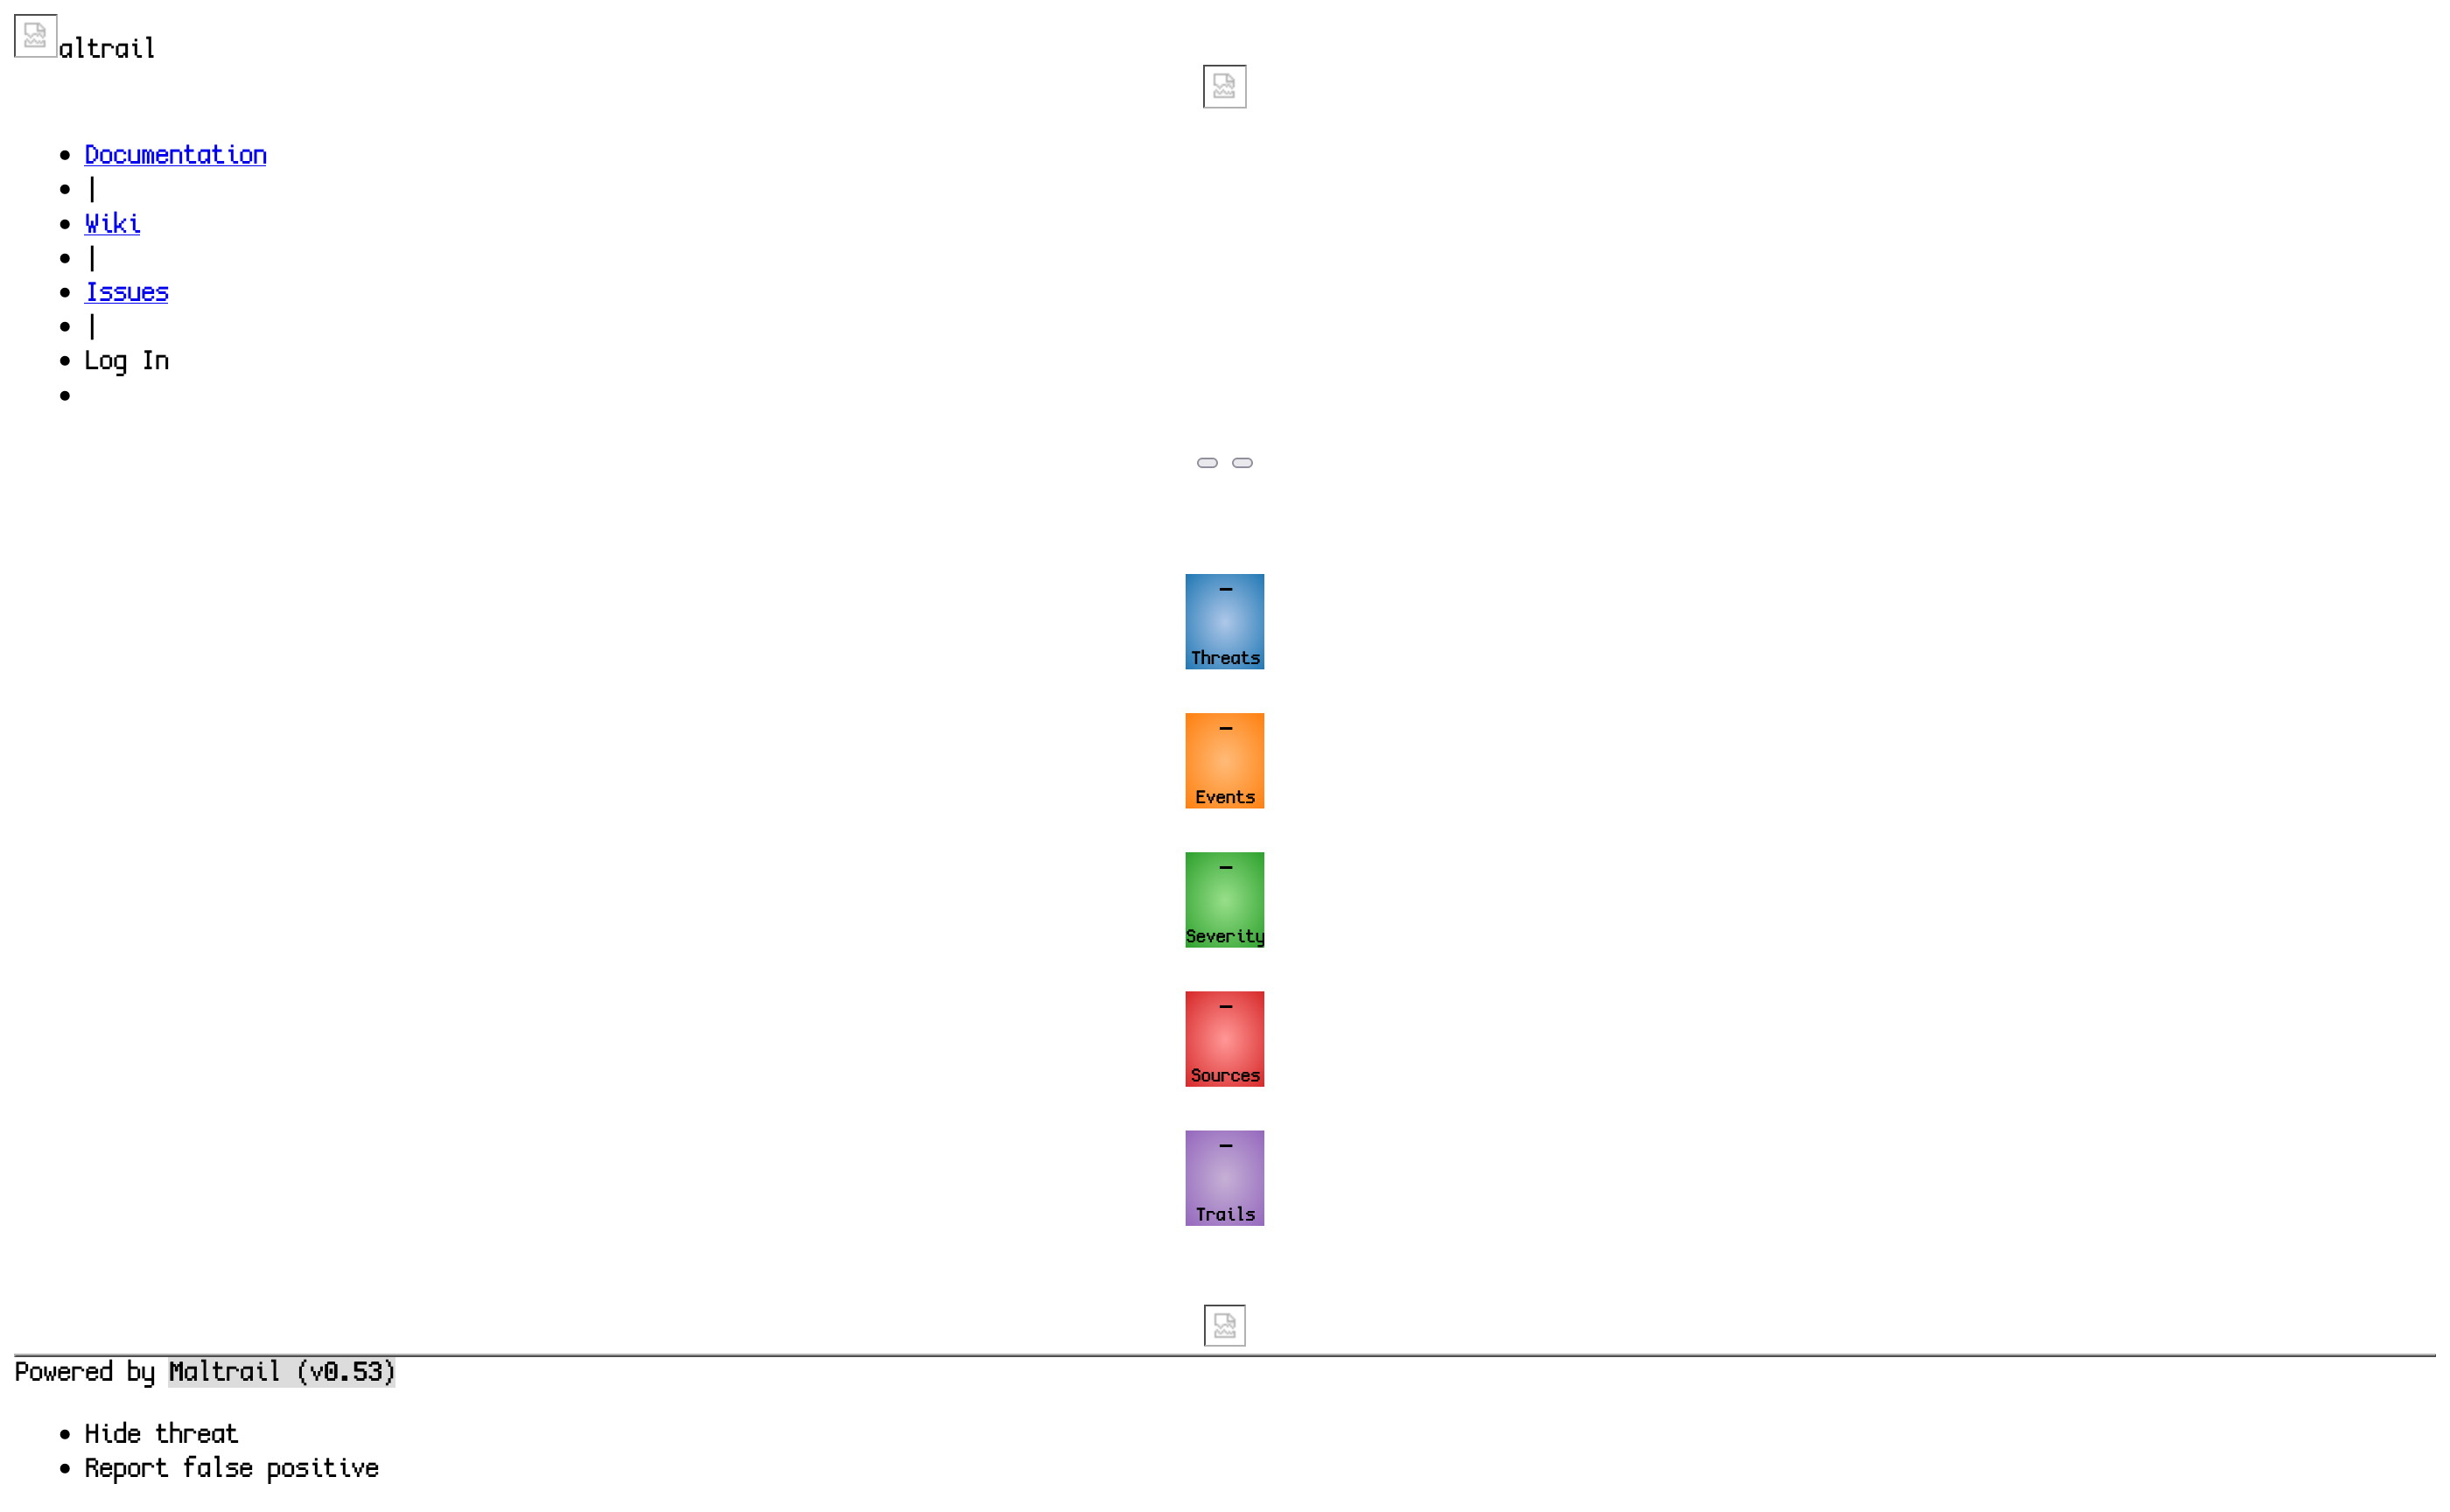 altrail
Documentation
|
Wiki
|
Issues
|
Log In
-
Threats
-
Events
-
Severity
-
Sources
-
Trails
Powered by Maltrail (v0.53)
Hide threat
Report false positive